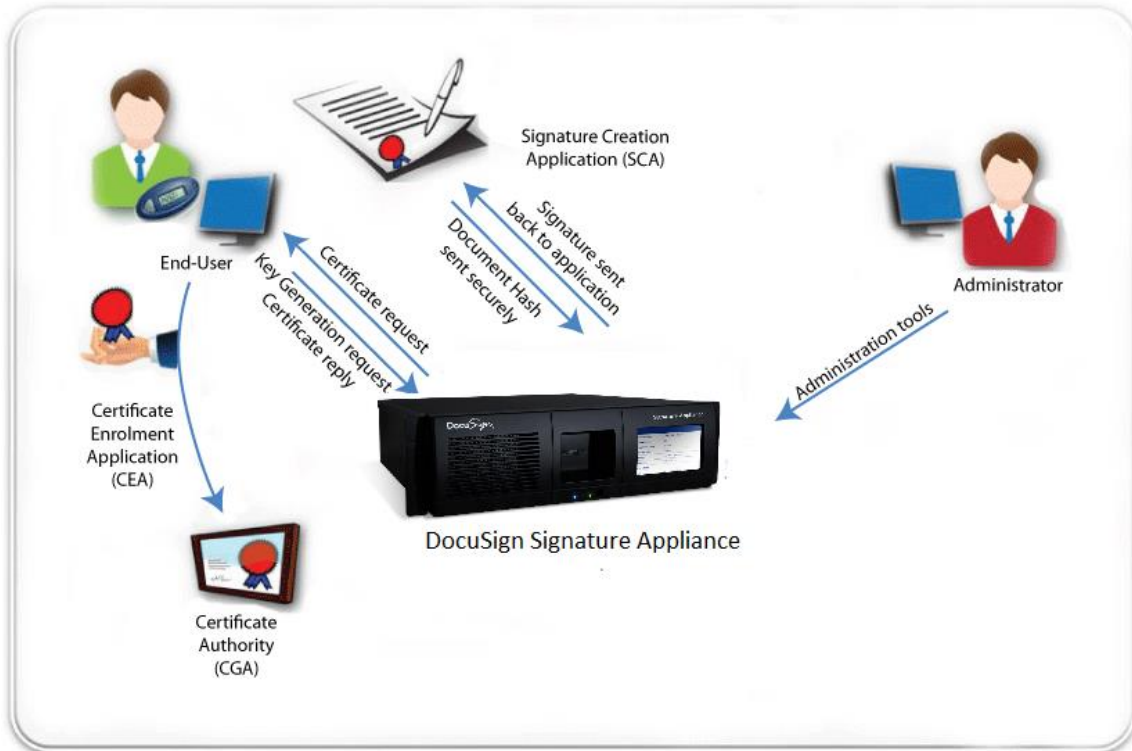 Signature Creation
Application (SCA)
Signature sent
back to application
Document Hash
sent securely
End-User
Certificate request
Key Generation request
Certificate reply
Administrator
Administration tools
Certificate
Enrolment
Application
(CEA)
DocuSign
DocuSign Signature Appliance
Certificate
Authority
(CGA)